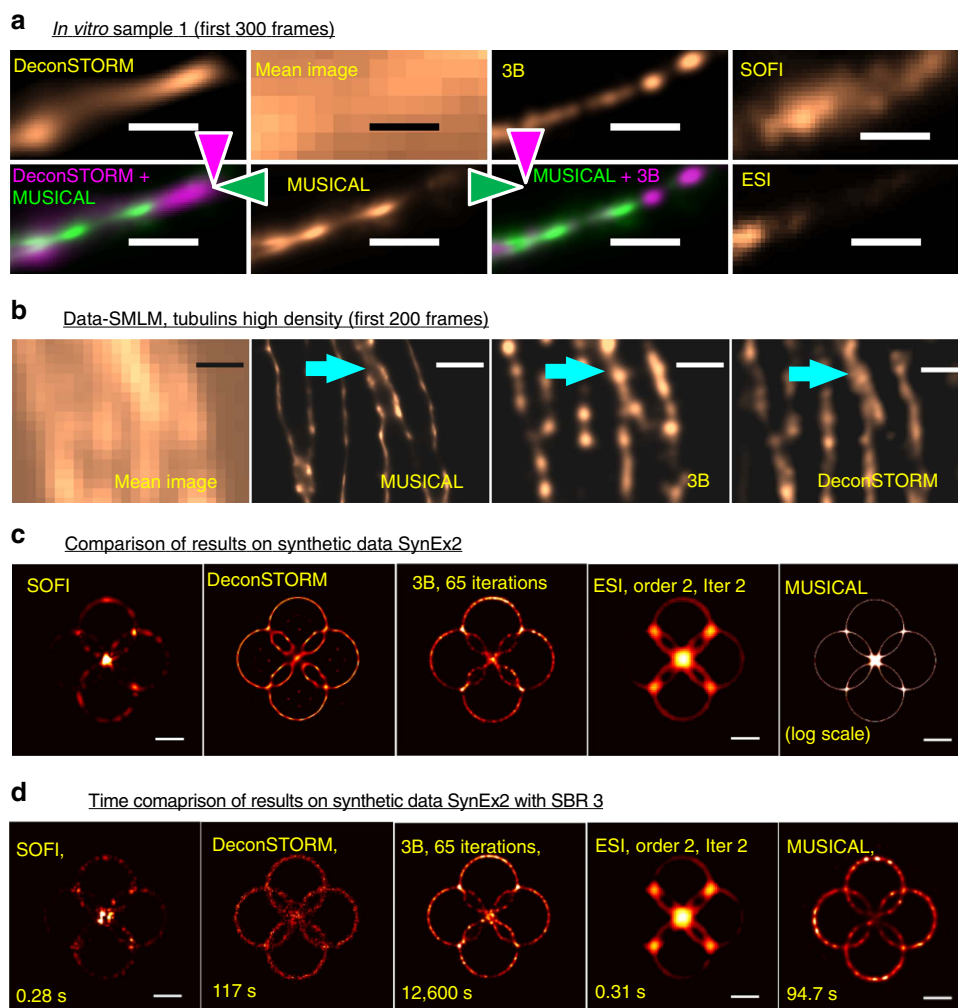 a
In vitro sample 1 (first 300 frames)
DeconSTORM
Mean image
3B
SOFI
DeconSTORM +
MUSICAL
MUSICAL
MUSICAL + 3B
ESI
b
Data-SMLM, tubulins high density (first 200 frames)
Mean image
MUSICAL
3B
DeconSTORM
c
Comparison of results on synthetic data SynEx2
SOFI
DeconSTORM
3B, 65 iterations
ESI, order 2, Iter 2
MUSICAL
(log scale)
d
Time comaprison of results on synthetic data SynEx2 with SBR 3
SOFI,
DeconSTORM,
3B, 65 iterations,
ESI, order 2, Iter 2
MUSICAL,
0.28 s
117 s
12,600 s
0.31 s
94.7 s